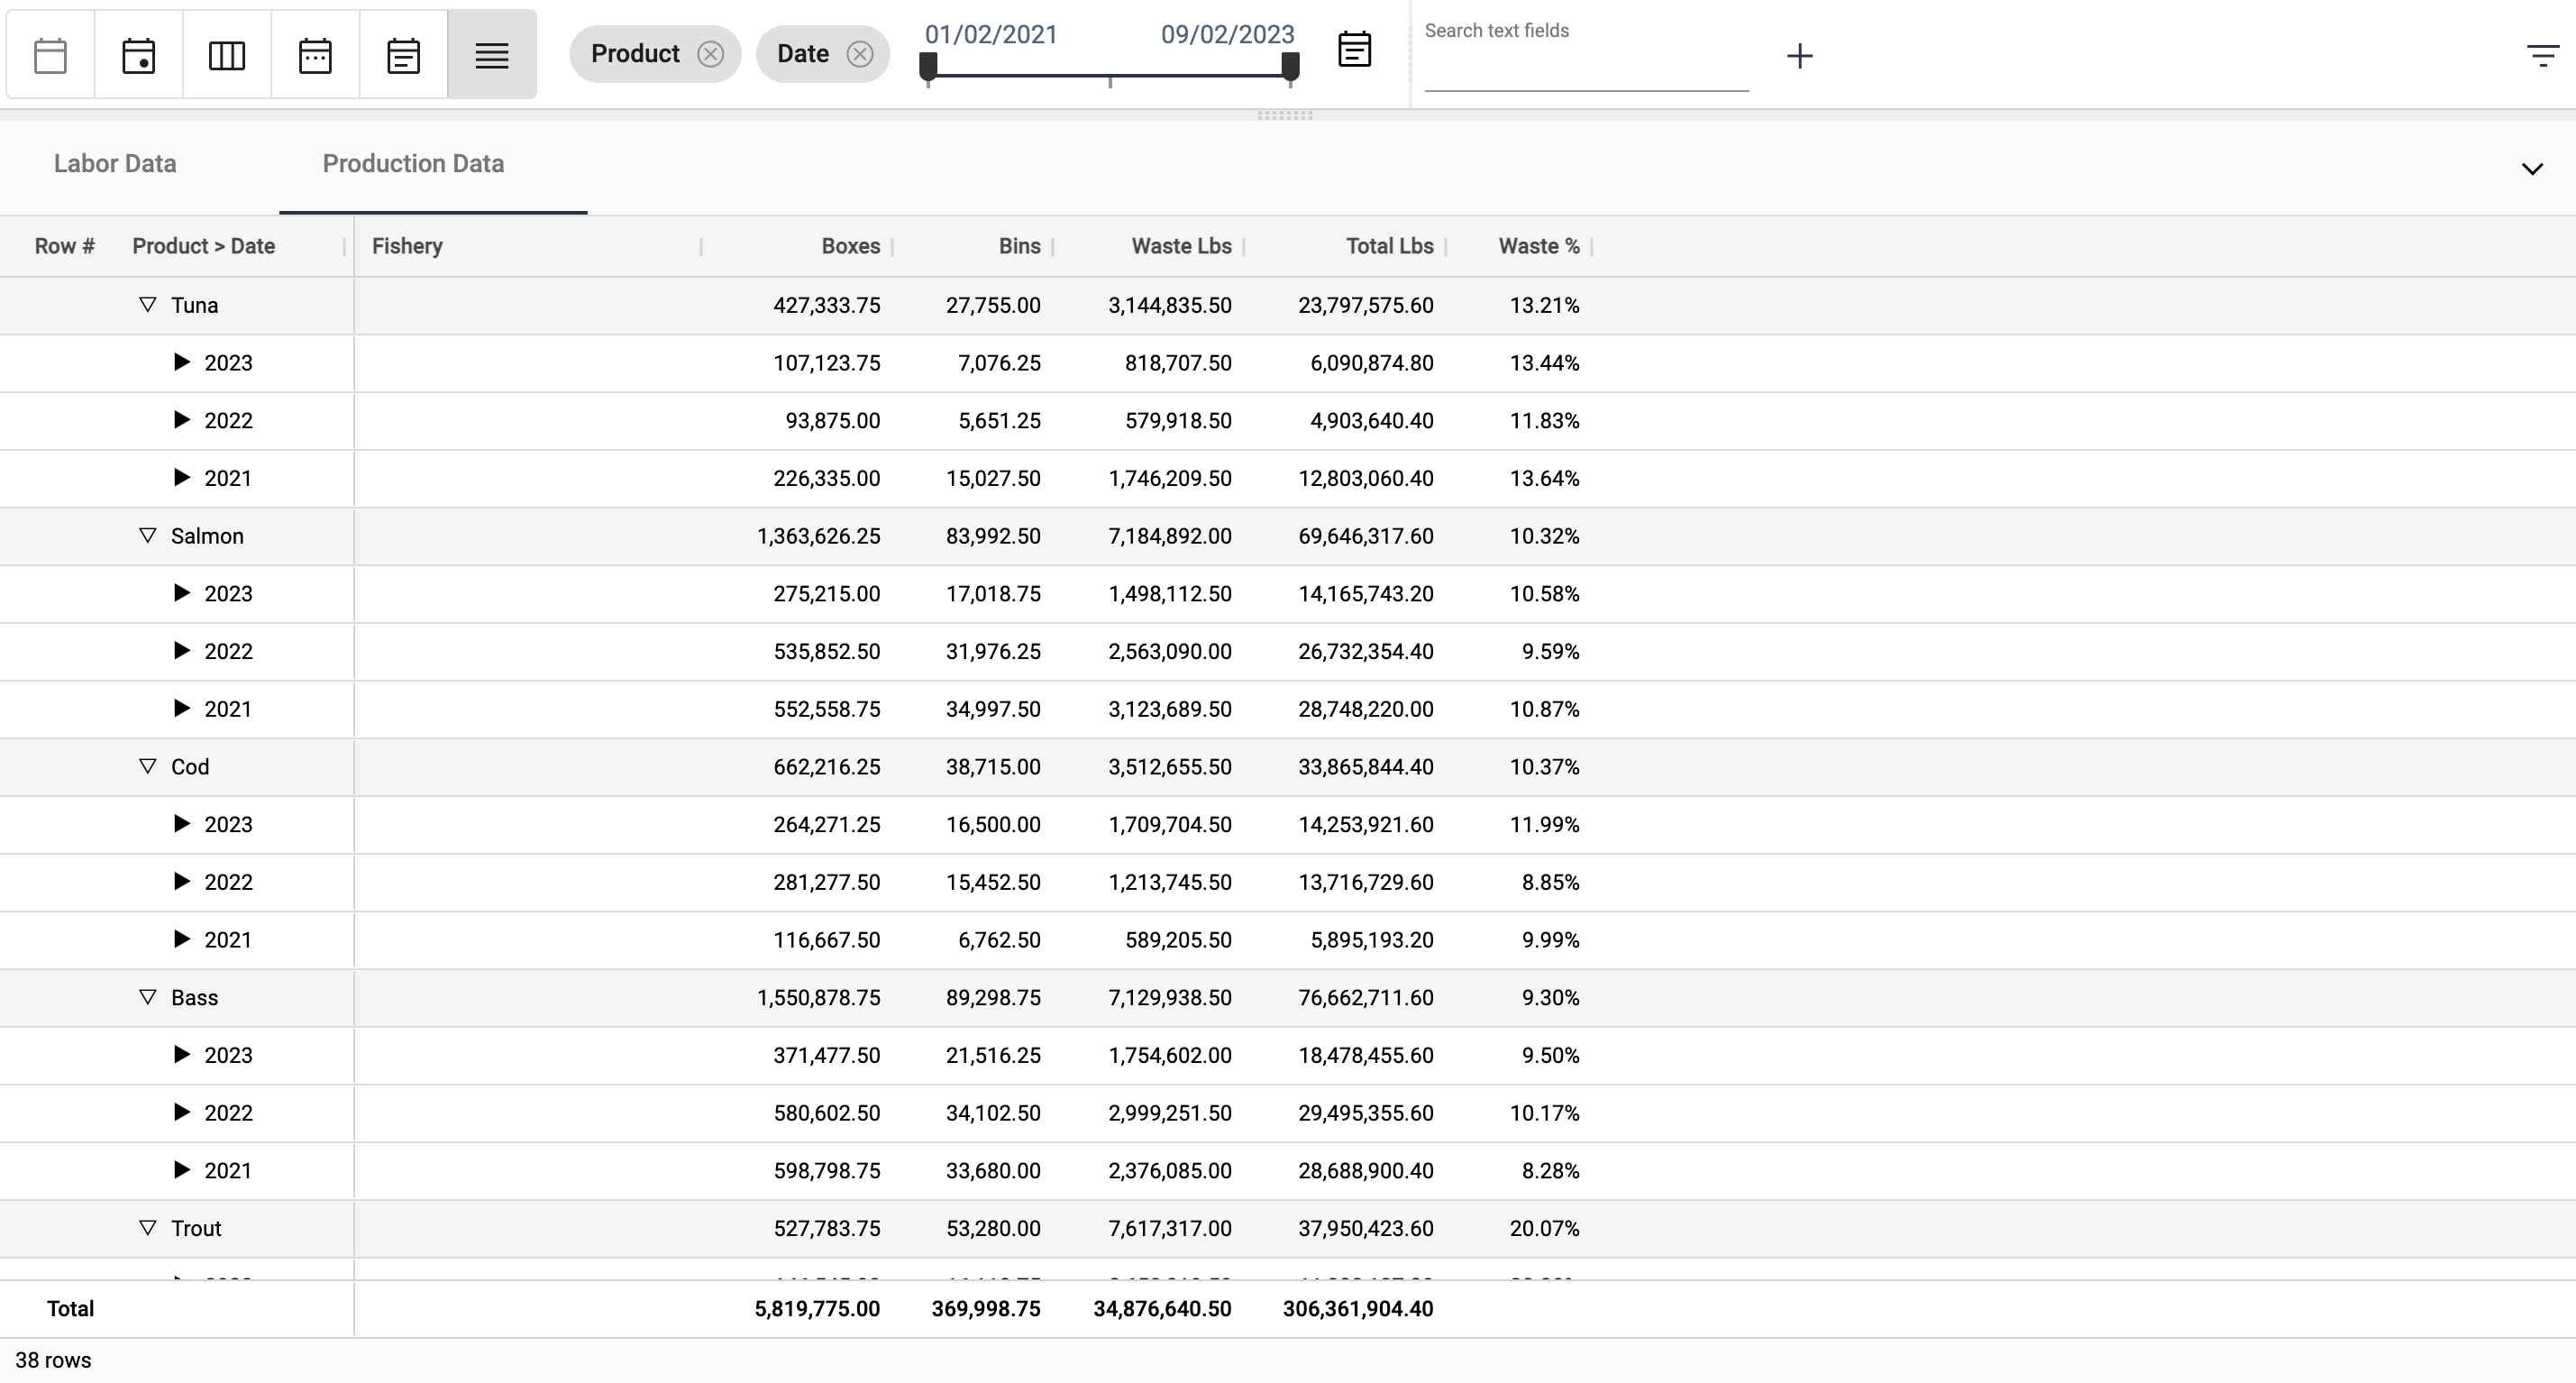 Product Date 01/02/2021 09/02/2023 Search text fields
Labor Data Production Data
Row # Product > Date Fishery Boxes Bins Waste Lbs Total Lbs Waste %
Tuna 427,333.75 27,755.00 3,144,835.50 23,797,575.60 13.21%
2023 107,123.75 7,076.25 818,707.50 6,090,874.80 13.44%
2022 93,875.00 5,651.25 579,918.50 4,903,640.40 11.83%
2021 226,335.00 15,027.50 1,746,209.50 12,803,060.40 13.64%
Salmon 1,363,626.25 83,992.50 7,184,892.00 69,646,317.60 10.32%
2023 275,215.00 17,018.75 1,498,112.50 14,165,743.20 10.58%
2022 535,852.50 31,976.25 2,563,090.00 26,732,354.40 9.59%
2021 552,558.75 34,997.50 3,123,689.50 28,748,220.00 10.87%
Cod 662,216.25 38,715.00 3,512,655.50 33,865,844.40 10.37%
2023 264,271.25 16,500.00 1,709,704.50 14,253,921.60 11.99%
2022 281,277.50 15,452.50 1,213,745.50 13,716,729.60 8.85%
2021 116,667.50 6,762.50 589,205.50 5,895,193.20 9.99%
Bass 1,550,878.75 89,298.75 7,129,938.50 76,662,711.60 9.30%
2023 371,477.50 21,516.25 1,754,602.00 18,478,455.60 9.50%
2022 580,602.50 34,102.50 2,999,251.50 29,495,355.60 10.17%
2021 598,798.75 33,680.00 2,376,085.00 28,688,900.40 8.28%
Trout 527,783.75 53,280.00 7,617,317.00 37,950,423.60 20.07%
Total 5,819,775.00 369,998.75 34,876,640.50 306,361,904.40
38 rows